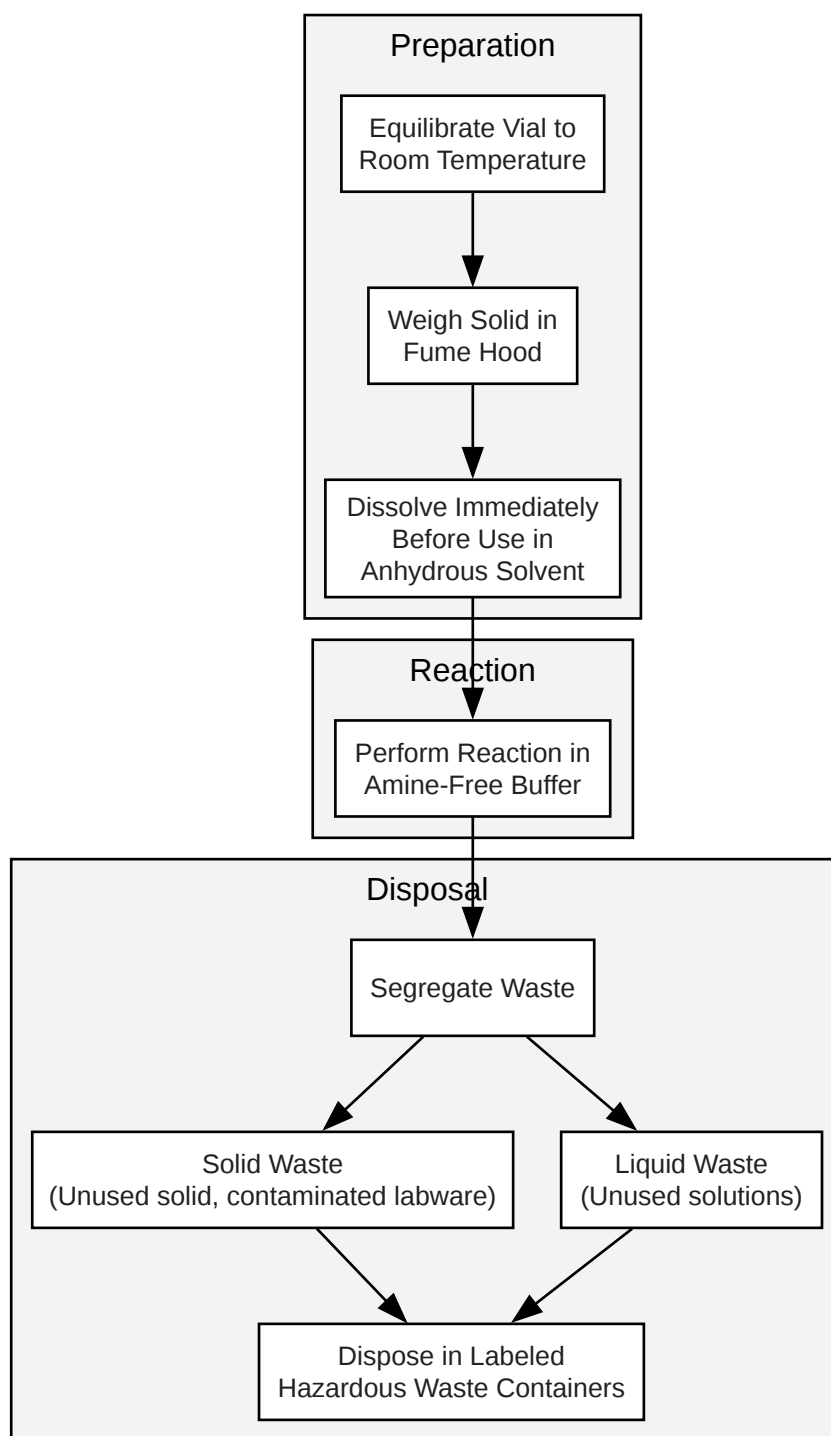 Preparation
Equilibrate Vial to
Room Temperature
Weigh Solid in
Fume Hood
Dissolve Immediately
Before Use in
Anhydrous Solvent
Reaction
Perform Reaction in
Amine-Free Buffer
Disposal
Segregate Waste
Solid Waste
(Unused solid, contaminated labware)
Liquid Waste
(Unused solutions)
Dispose in Labeled
Hazardous Waste Containers